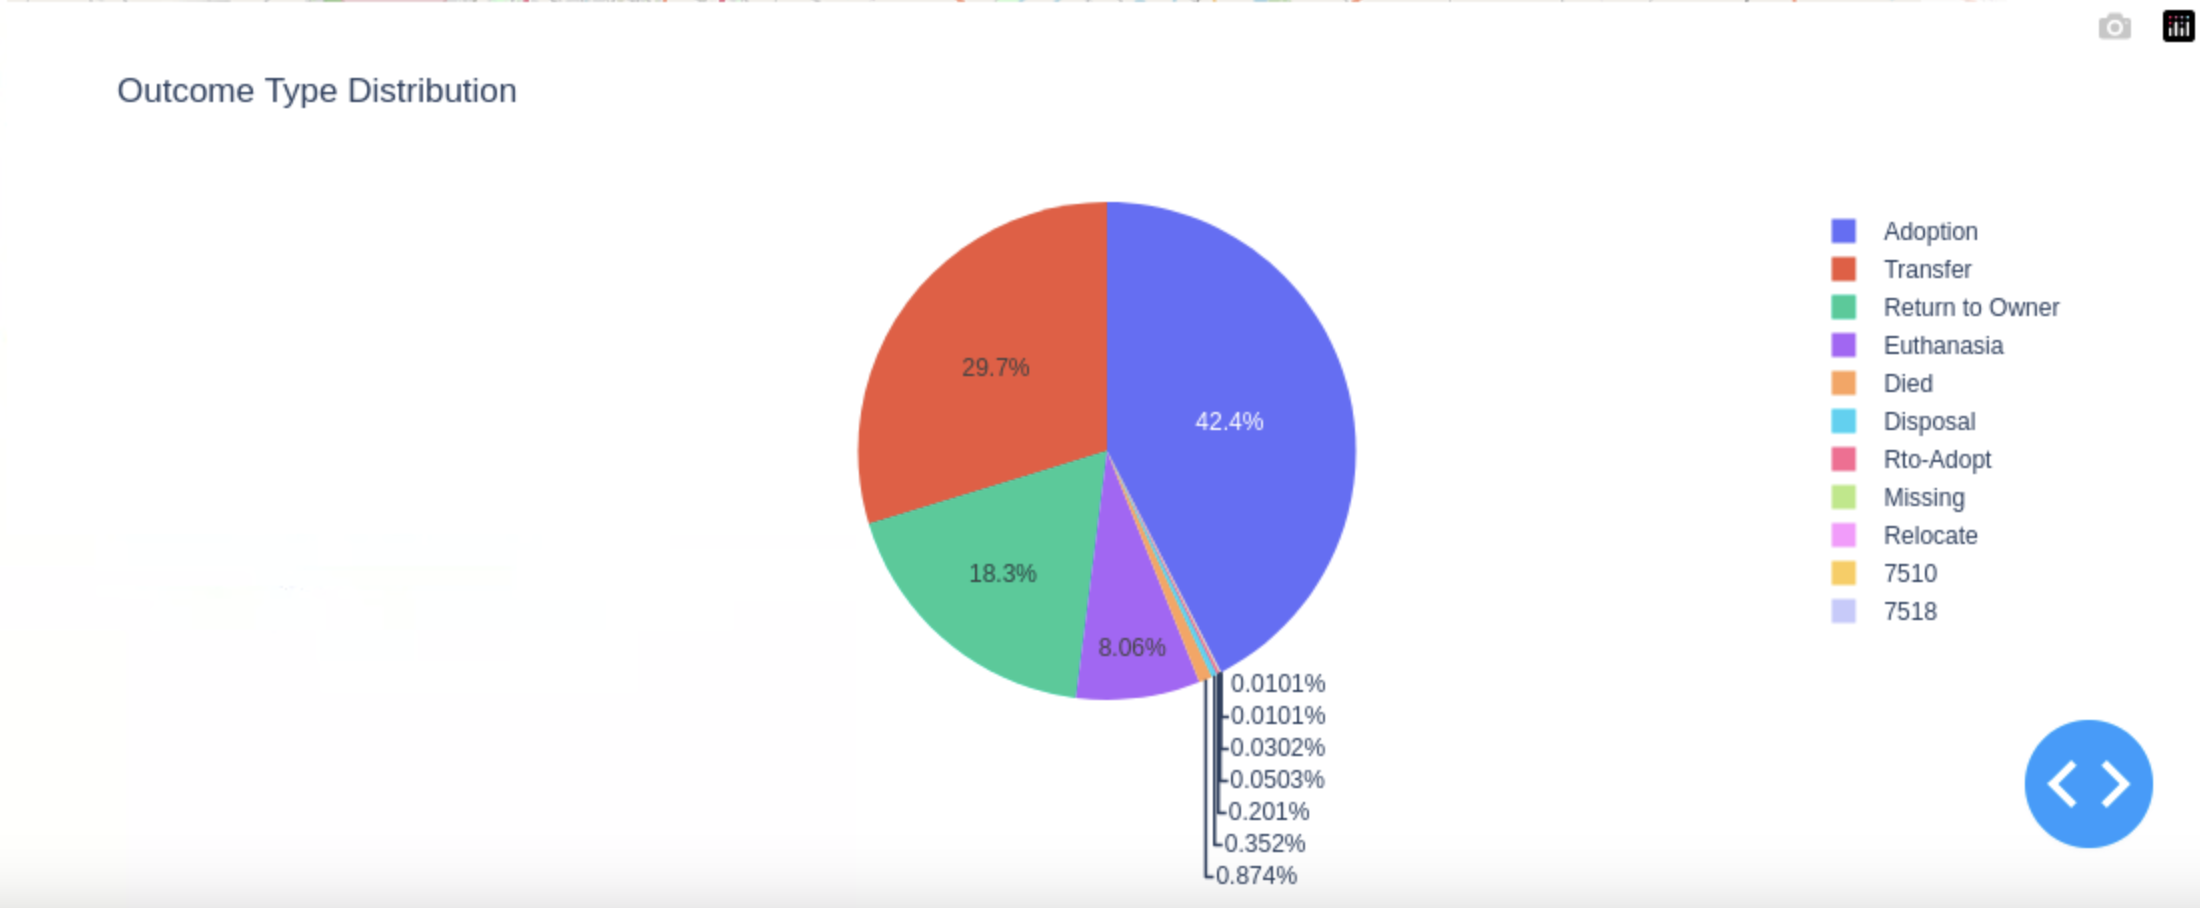 Outcome Type Distribution
29.7%
42.4%
18.3%
8.06%
0.0101%
0.0101%
0.0302%
0.0503%
0.201%
0.352%
0.874%
Adoption
Transfer
Return to Owner
Euthanasia
Died
Disposal
Rto-Adopt
Missing
Relocate
7510
7518